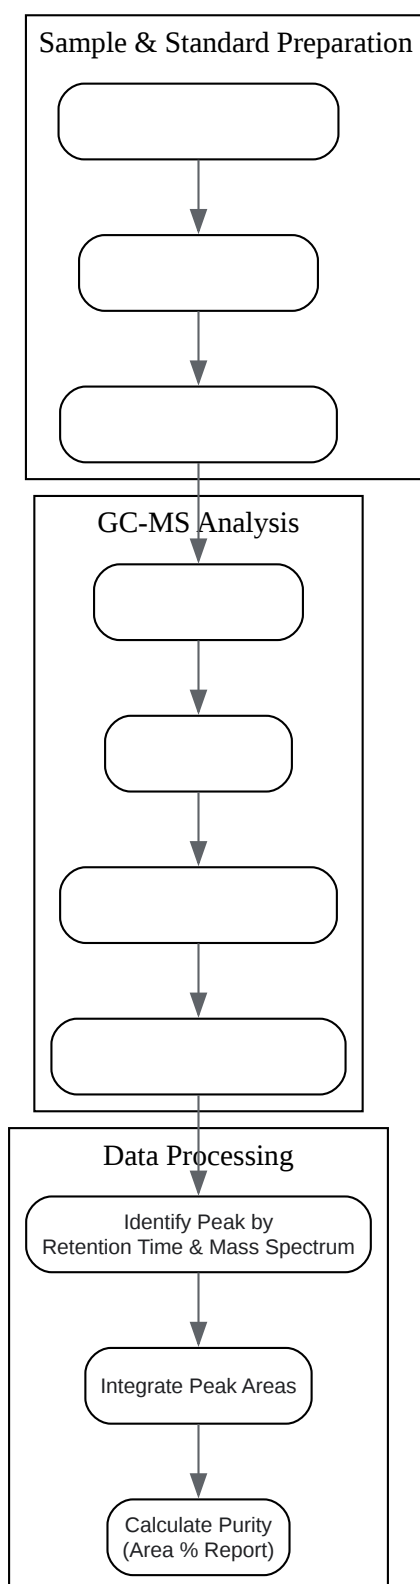 Sample & Standard Preparation
GC-MS Analysis
Data Processing
Identify Peak by
Retention Time & Mass Spectrum
Integrate Peak Areas
Calculate Purity
(Area % Report)